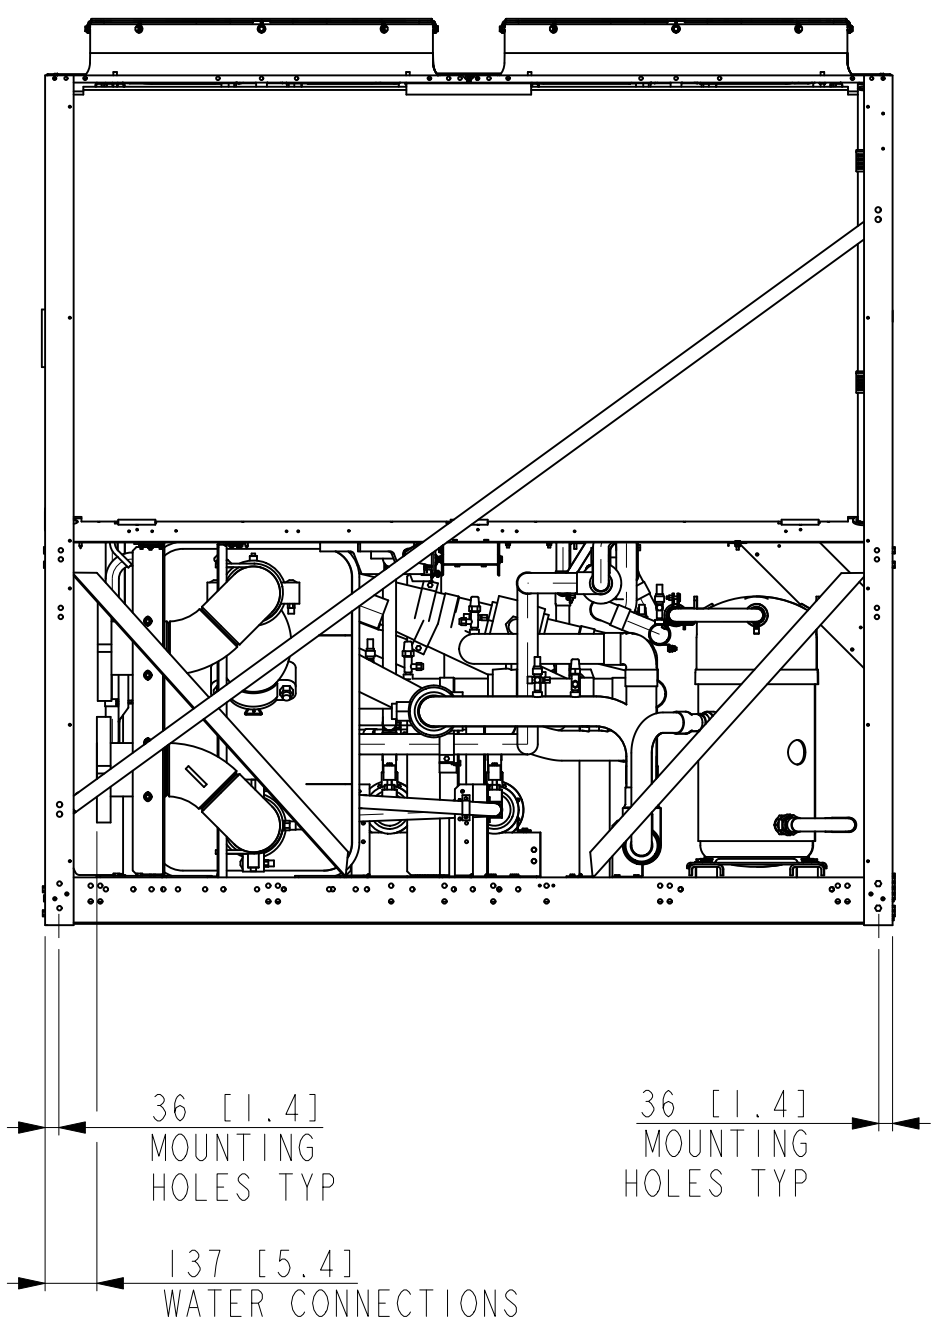 36 [1.4]
MOUNTING
HOLES TYP
36 [1.4]
MOUNTING
HOLES TYP
137 [5.4]
WATER CONNECTIONS